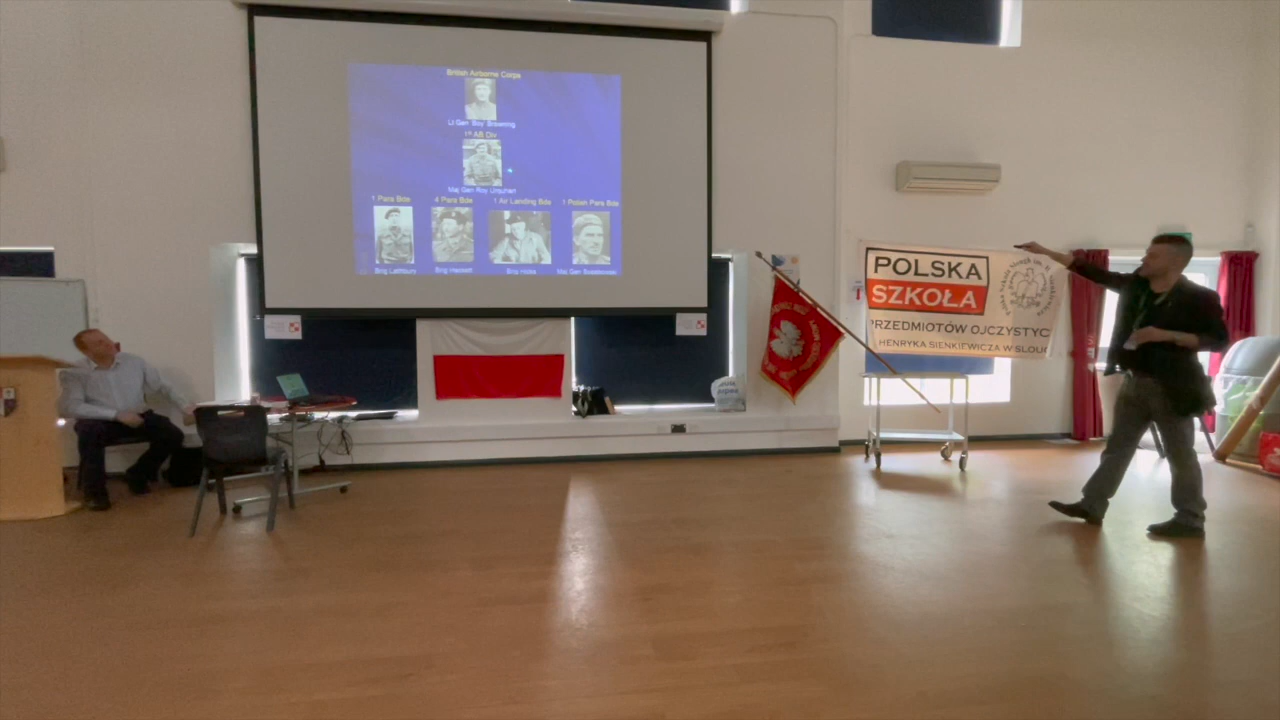 British Airborne Corps
Lt Gen 'Boy' Browning
1st AB Div
Maj Gen Roy Urquhart
1 Para Bde
4 Para Bde
1 Air Landing Bde
1 Polish Para Bde
Brig Lathbury
Brig Hackett
Brig Hicks
Maj Gen Sosabowski
POLSKA
SZKOŁA
PRZEDMIOTÓW OJCZYSTYC
HENRYKA SIENKIEWICZA W SLOUG